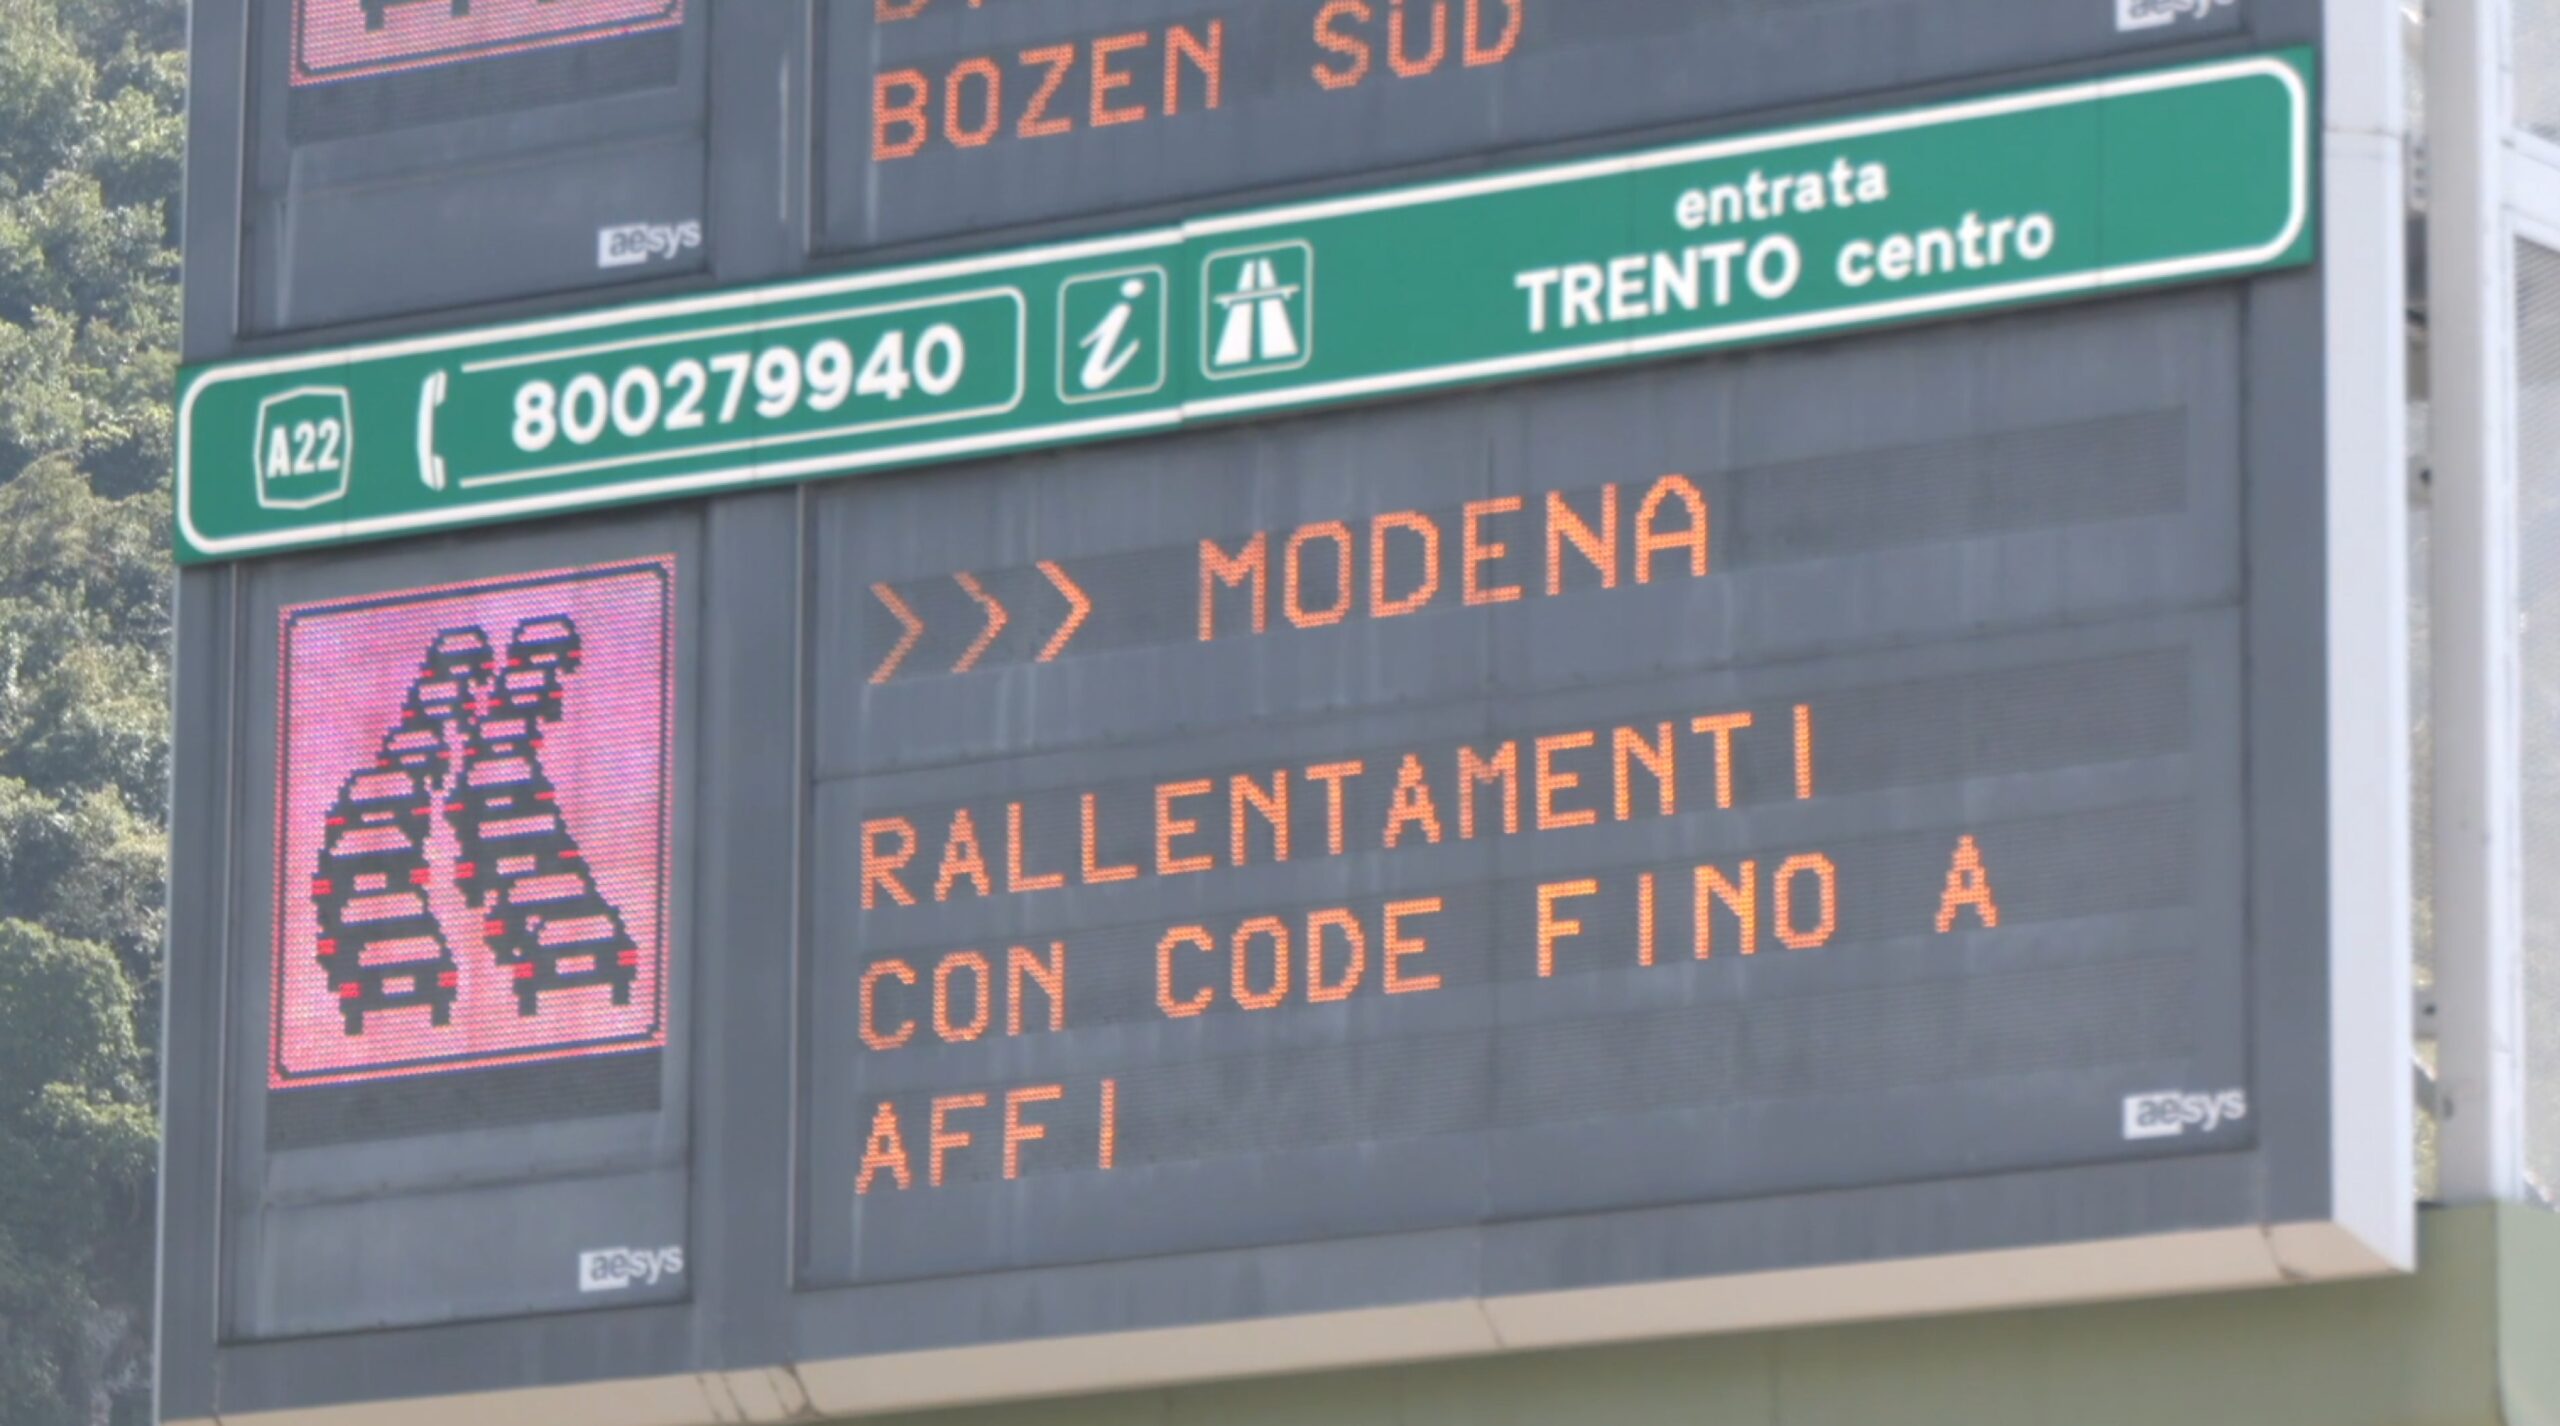 BOZEN SÜD
aesys
aesys
entrata
TRENTO centro
A22 800279940 i
>>> MODENA
RALLENTAMENTI
CON CODE FINO A
AFFI
aesys
aesys